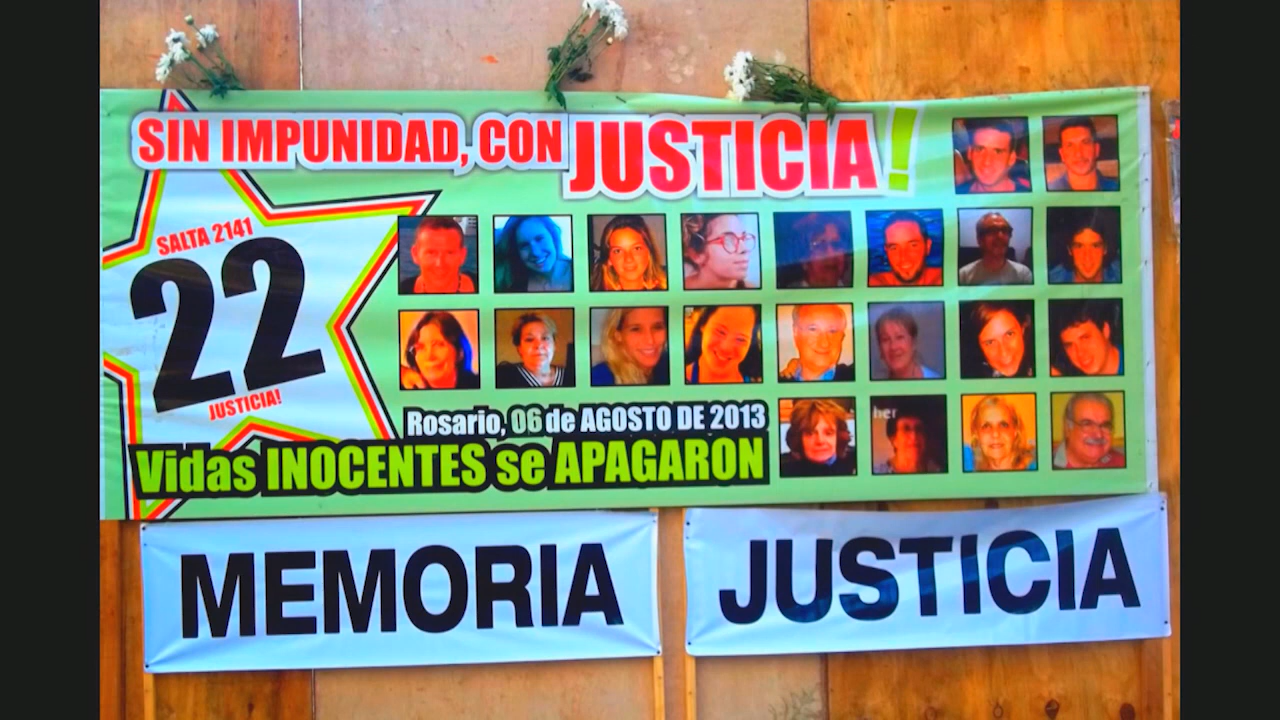 SIN IMPUNIDAD, CON JUSTICIA!
SALTA 2141
22
JUSTICIA!
Rosario, 06 de AGOSTO DE 2013
Vidas INOCENTES se APAGARON
her
MEMORIA
JUSTICIA